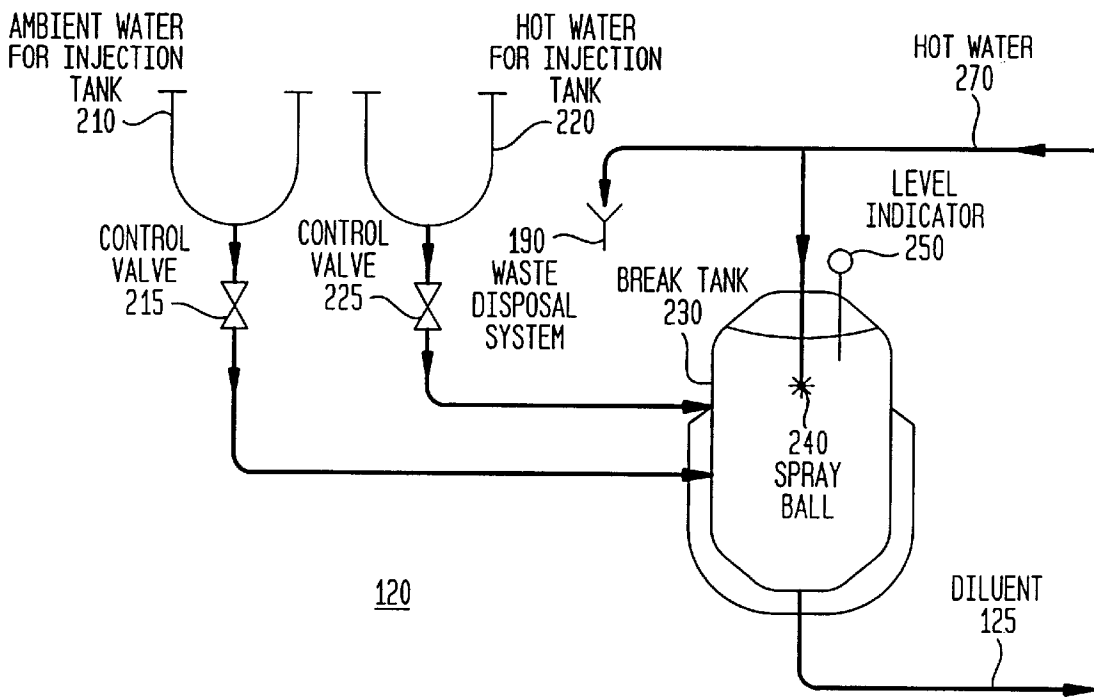 AMBIENT WATER
FOR INJECTION
TANK
210
HOT WATER
FOR INJECTION
TANK
220
HOT WATER
270
LEVEL
INDICATOR
250
CONTROL
VALVE
215
CONTROL
VALVE
225
190
WASTE
DISPOSAL
SYSTEM
BREAK TANK
230
240
SPRAY
BALL
120
DILUENT
125